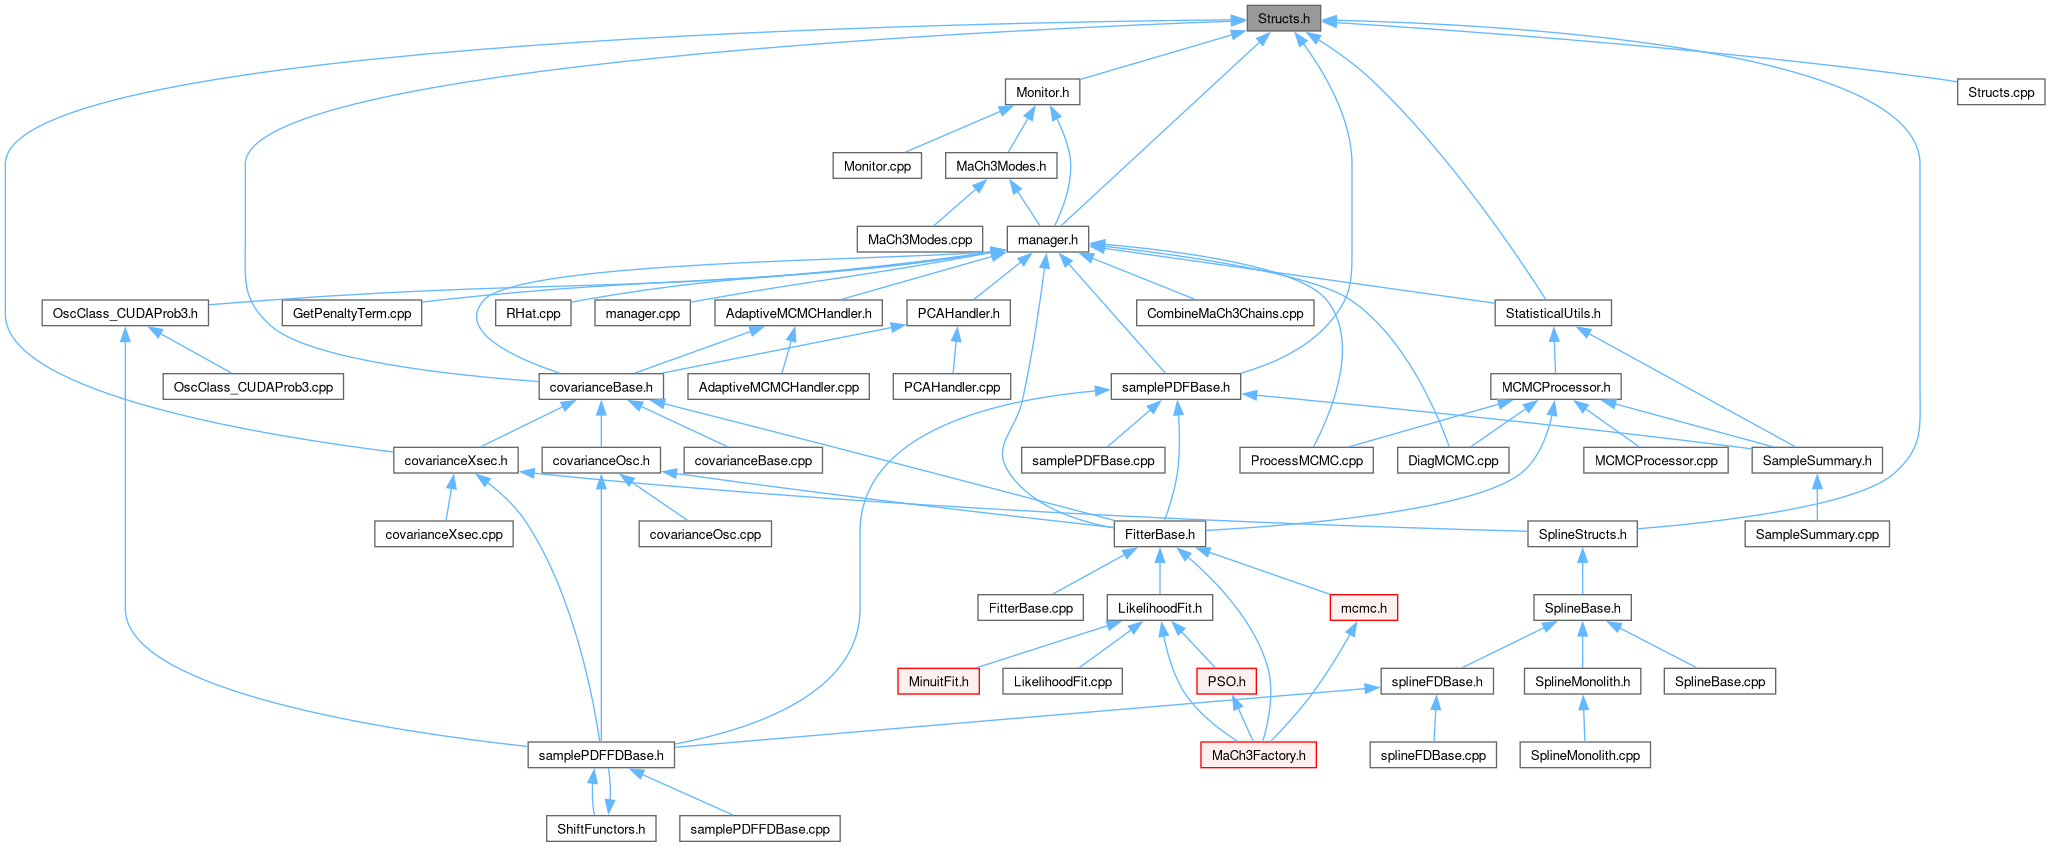 Structs.h
Monitor.h
Structs.cpp
Monitor.cpp
MaCh3Modes.h
MaCh3Modes.cpp
manager.h
OscClass_CUDAProb3.h
GetPenaltyTerm.cpp
RHat.cpp
manager.cpp
AdaptiveMCMCHandler.h
PCAHandler.h
CombineMaCh3Chains.cpp
StatisticalUtils.h
OscClass_CUDAProb3.cpp
covarianceBase.h
AdaptiveMCMCHandler.cpp
PCAHandler.cpp
samplePDFBase.h
MCMCProcessor.h
covarianceXsec.h
covarianceOsc.h
covarianceBase.cpp
samplePDFBase.cpp
ProcessMCMC.cpp
DiagMCMC.cpp
MCMCProcessor.cpp
SampleSummary.h
covarianceXsec.cpp
covarianceOsc.cpp
FitterBase.h
SplineStructs.h
SampleSummary.cpp
FitterBase.cpp
LikelihoodFit.h
mcmc.h
SplineBase.h
MinuitFit.h
LikelihoodFit.cpp
PSO.h
splineFDBase.h
SplineMonolith.h
SplineBase.cpp
samplePDFFDBase.h
MaCh3Factory.h
splineFDBase.cpp
SplineMonolith.cpp
ShiftFunctors.h
samplePDFFDBase.cpp